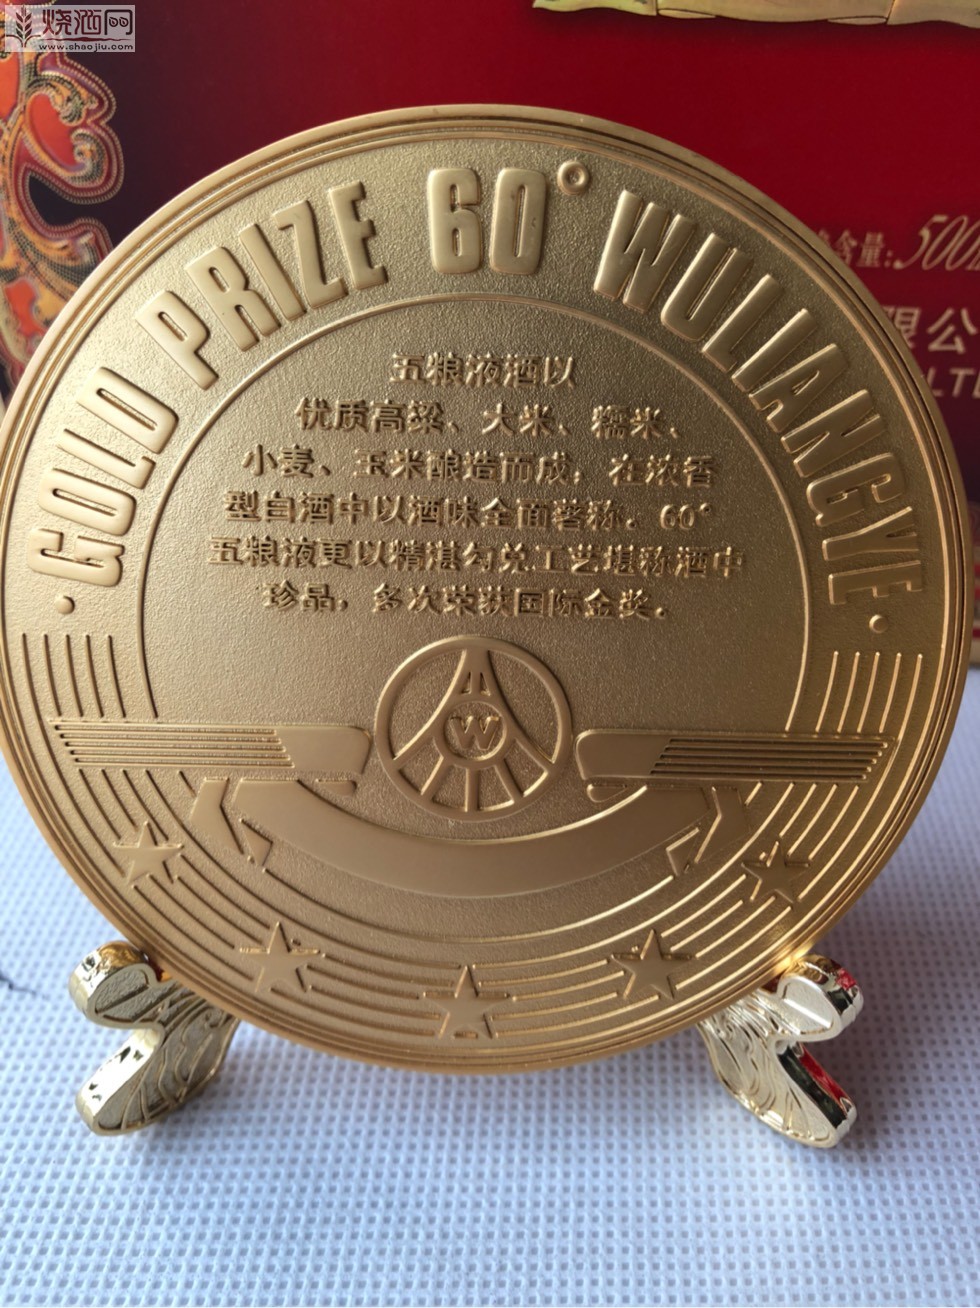 烧酒网
www.shaojiu.com
GOLD PRIZE 60° WULIANGYE
五粮液酒以
优质高粱、大米、糯米、
小麦、玉米酿造而成，在浓香
型白酒中以酒味全面著称。60°
五粮液更以精湛勾兑工艺堪称酒中
珍品，多次荣获国际金奖。
W
含量:500
限公
LT